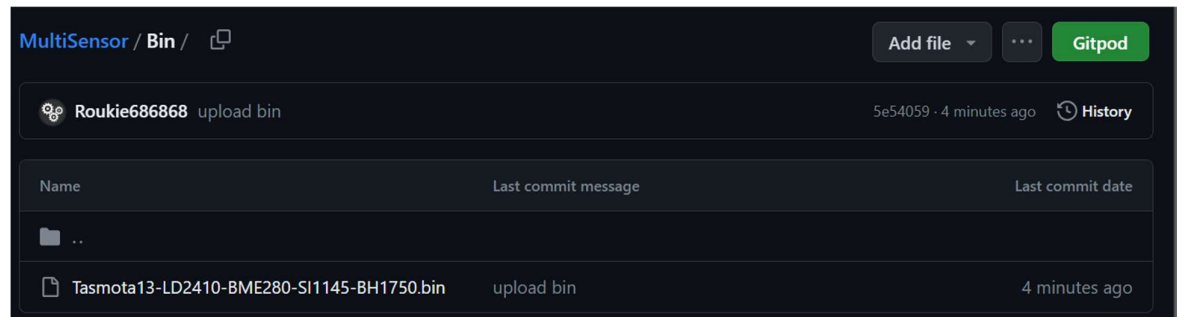 MultiSensor / Bin /
Add file
Gitpod
Roukie686868 upload bin
5e54059 · 4 minutes ago
History
Name Last commit message Last commit date
..
Tasmota13-LD2410-BME280-SI1145-BH1750.bin upload bin 4 minutes ago